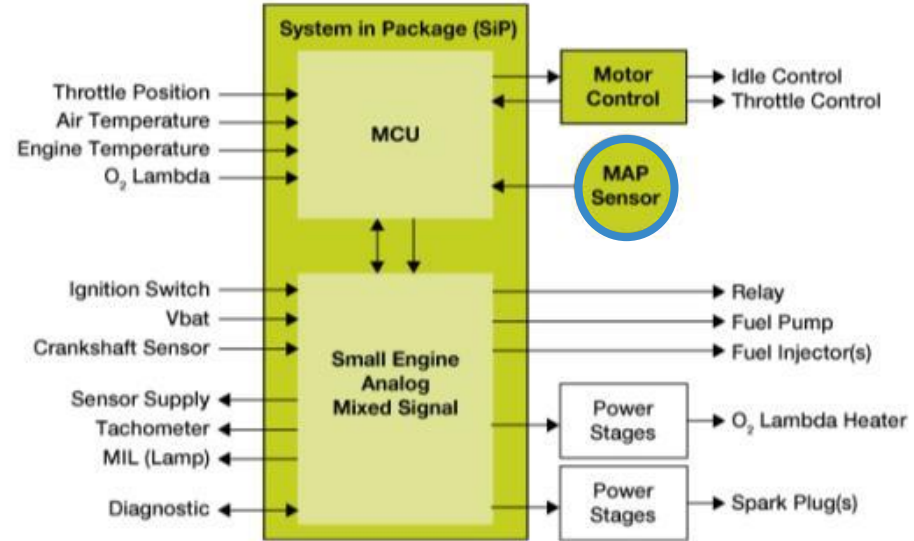 System in Package (SiP)
Throttle Position
Air Temperature
Engine Temperature
O₂ Lambda
MCU
Motor
Control
Idle Control
Throttle Control
MAP
Sensor
Ignition Switch
Vbat
Crankshaft Sensor
Sensor Supply
Tachometer
MIL (Lamp)
Diagnostic
Small Engine
Analog
Mixed Signal
Relay
Fuel Pump
Fuel Injector(s)
Power
Stages
O₂ Lambda Heater
Power
Stages
Spark Plug(s)